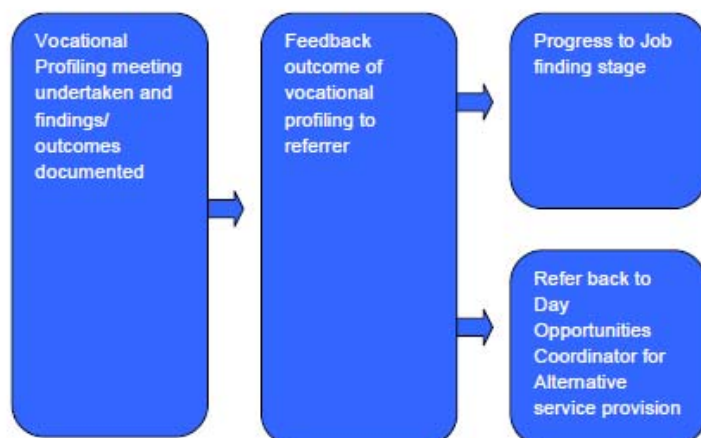 Vocational
Profiling meeting
undertaken and
findings/
outcomes
documented
Feedback
outcome of
vocational
profiling to
referrer
Progress to Job
finding stage
Refer back to
Day
Opportunities
Coordinator for
Alternative
service provision